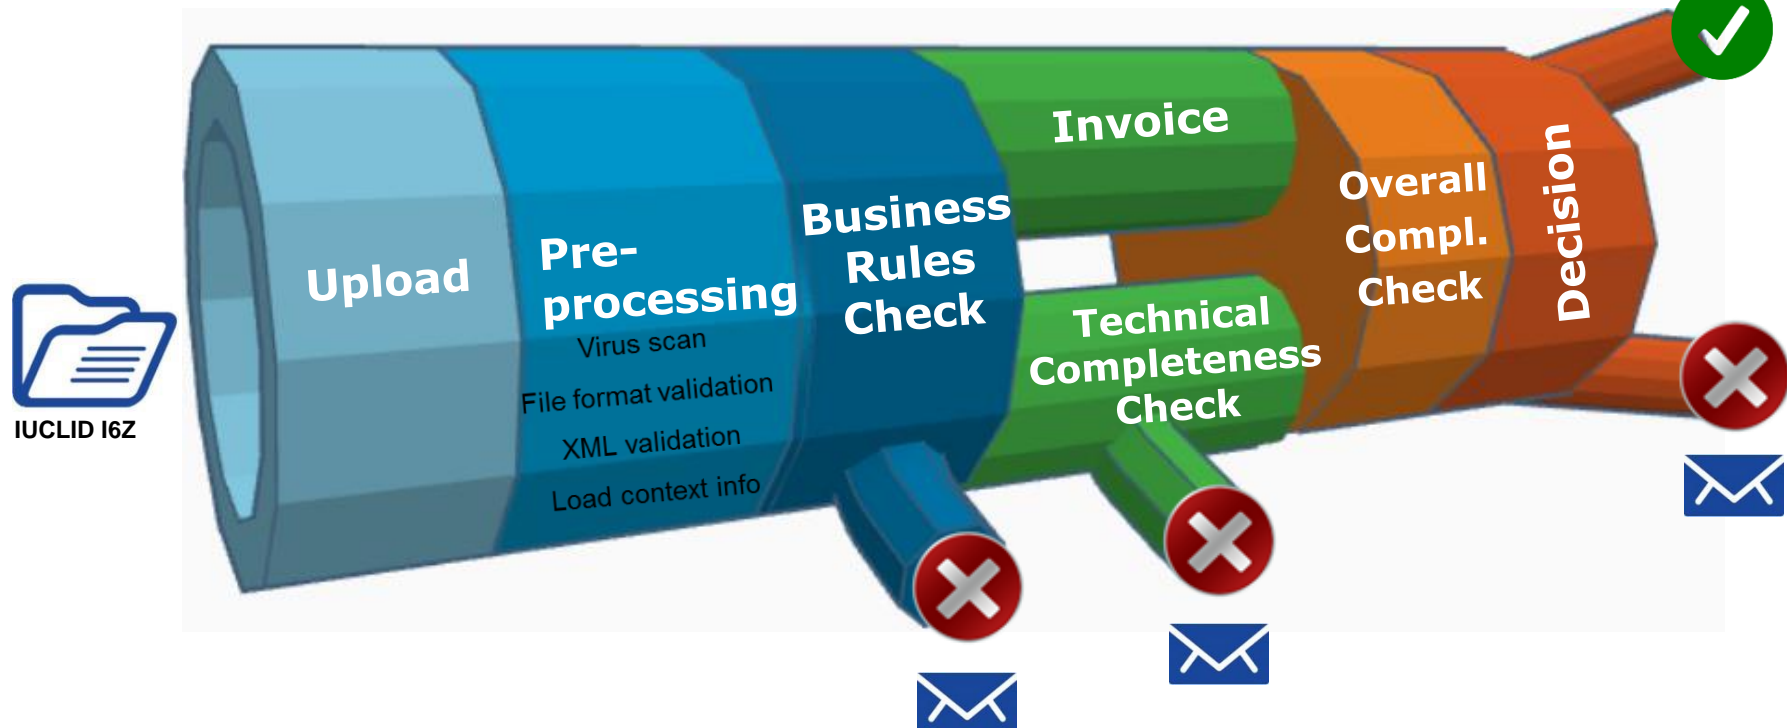 IUCLID I6Z
Upload
Pre-
processing
Virus scan
File format validation
XML validation
Load context info
Business
Rules
Check
Invoice
Technical
Completeness
Check
Overall
Compl.
Check
Decision